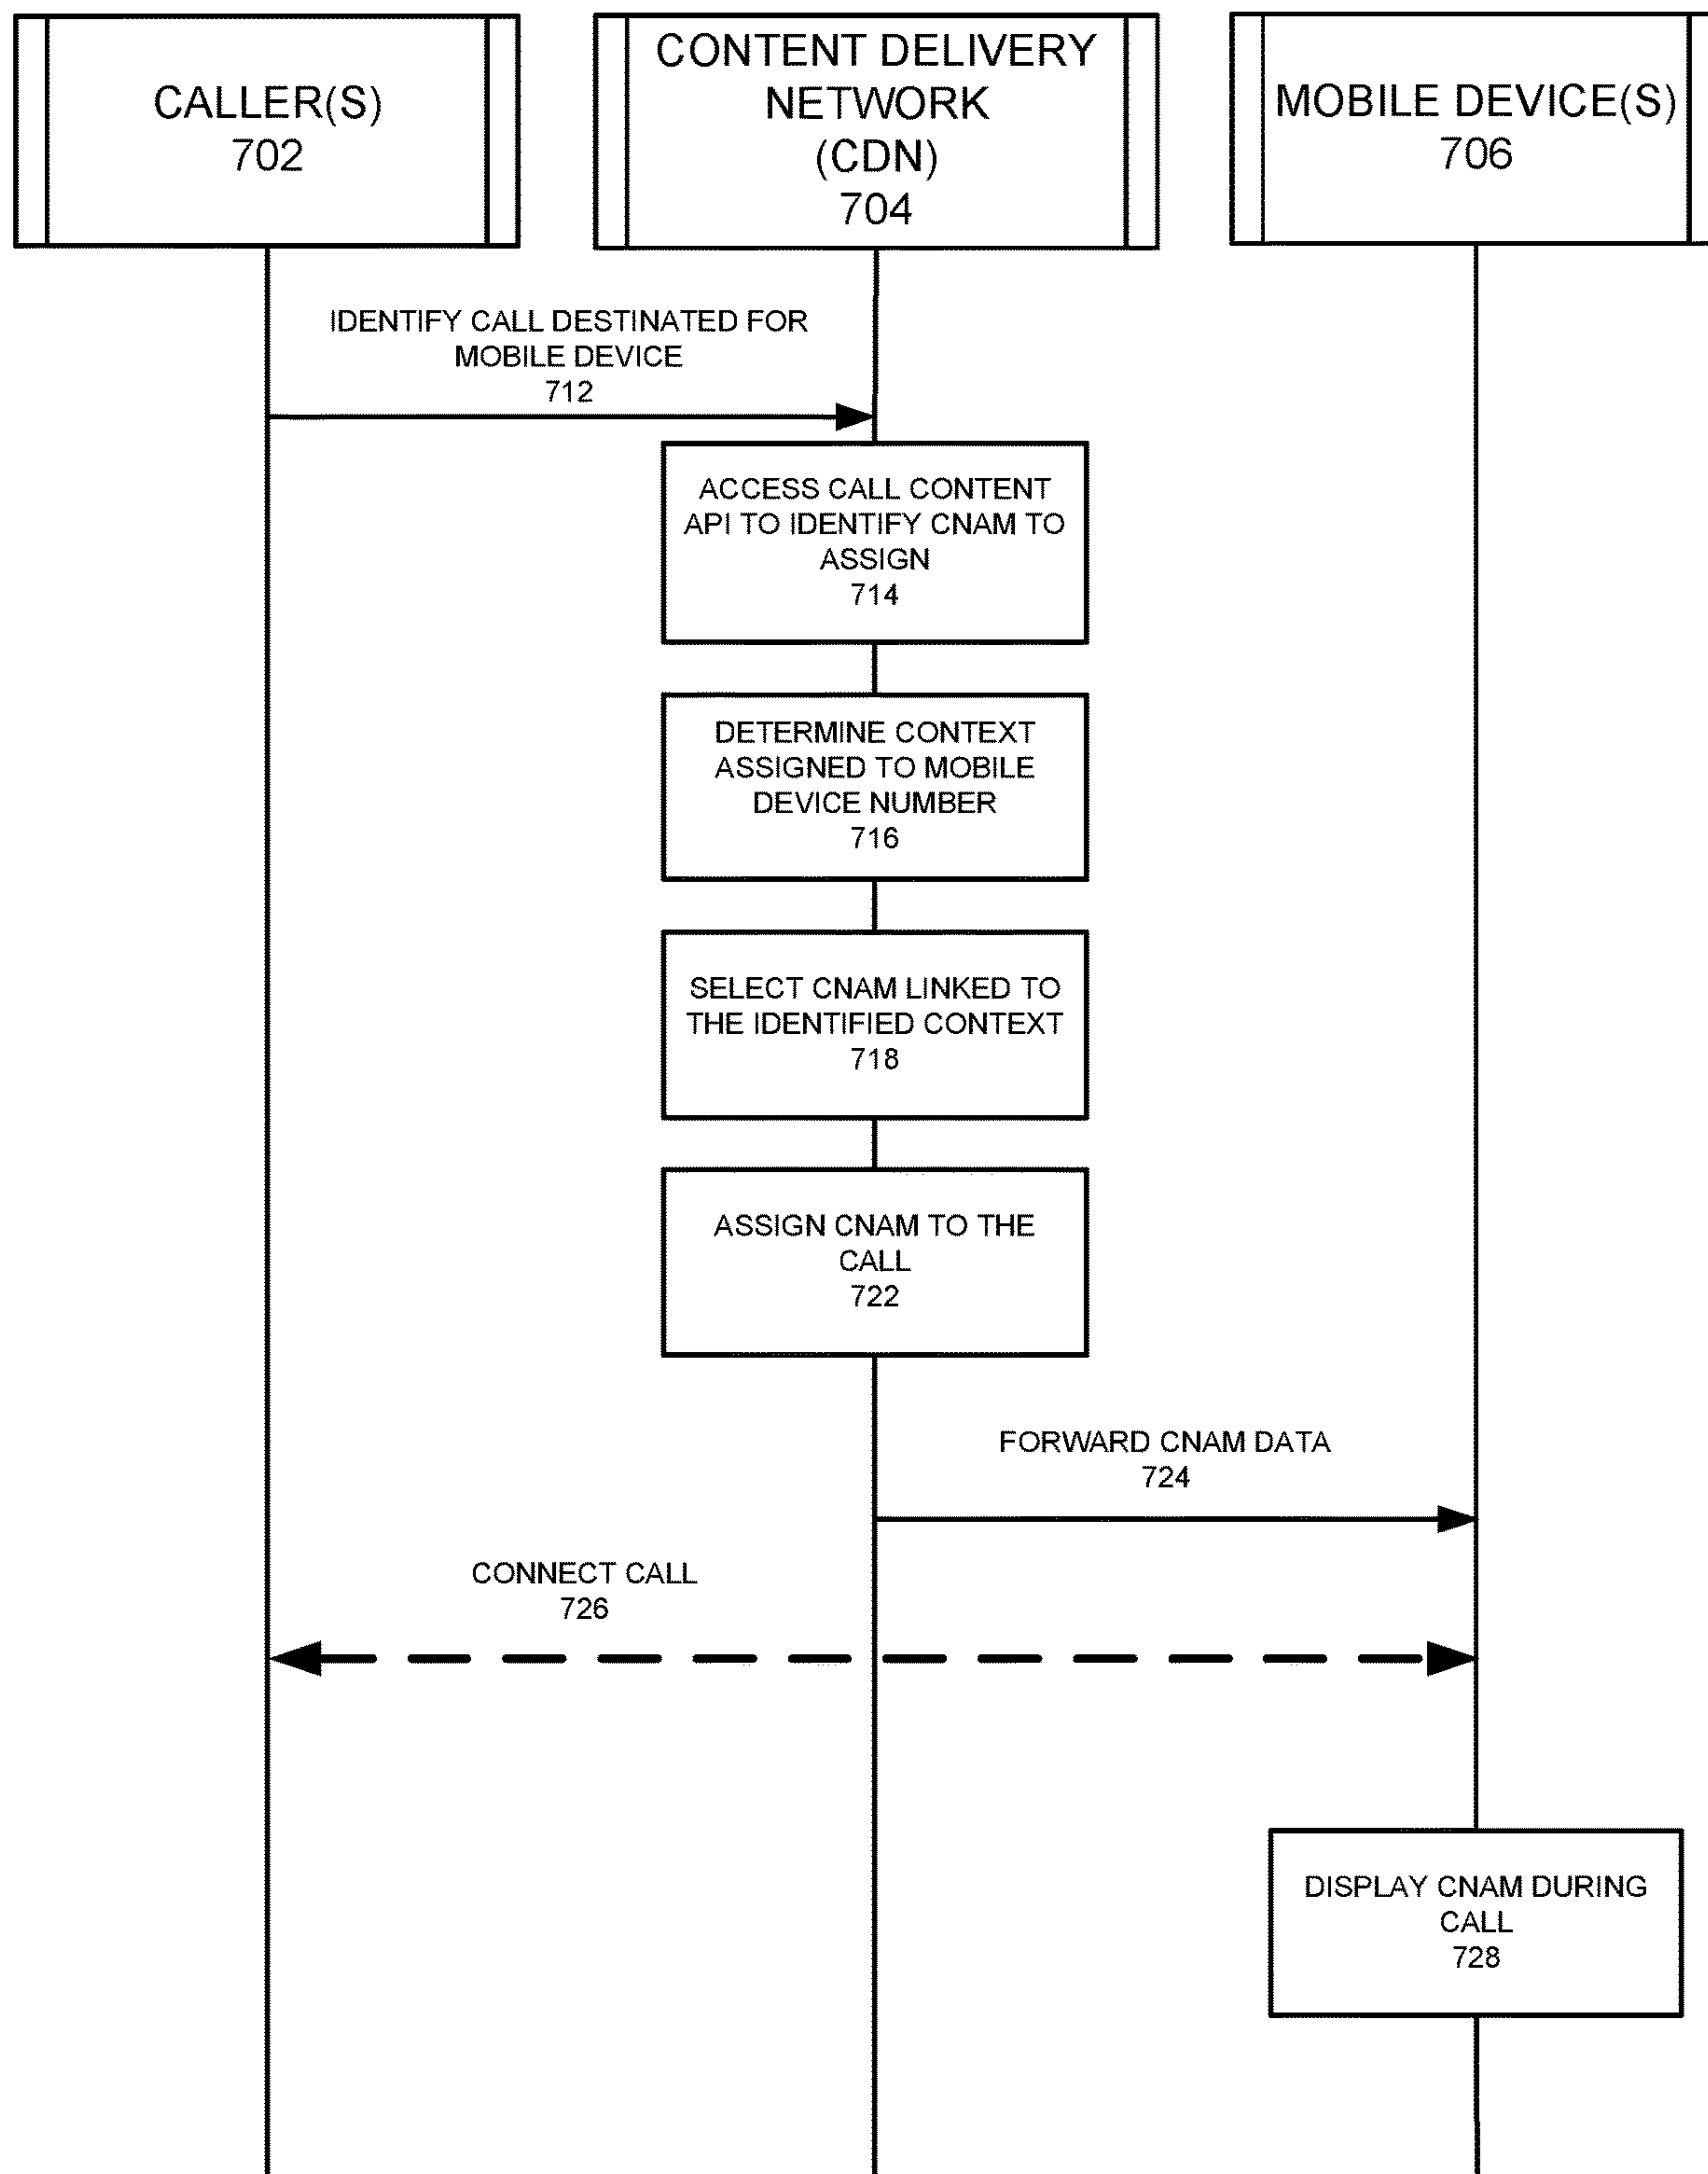 CALLER(S)
702
CONTENT DELIVERY
NETWORK
(CDN)
704
MOBILE DEVICE(S)
706
IDENTIFY CALL DESTINATED FOR
MOBILE DEVICE
712
ACCESS CALL CONTENT
API TO IDENTIFY CNAM TO
ASSIGN
714
DETERMINE CONTEXT
ASSIGNED TO MOBILE
DEVICE NUMBER
716
SELECT CNAM LINKED TO
THE IDENTIFIED CONTEXT
718
ASSIGN CNAM TO THE
CALL
722
FORWARD CNAM DATA
724
CONNECT CALL
726
DISPLAY CNAM DURING
CALL
728